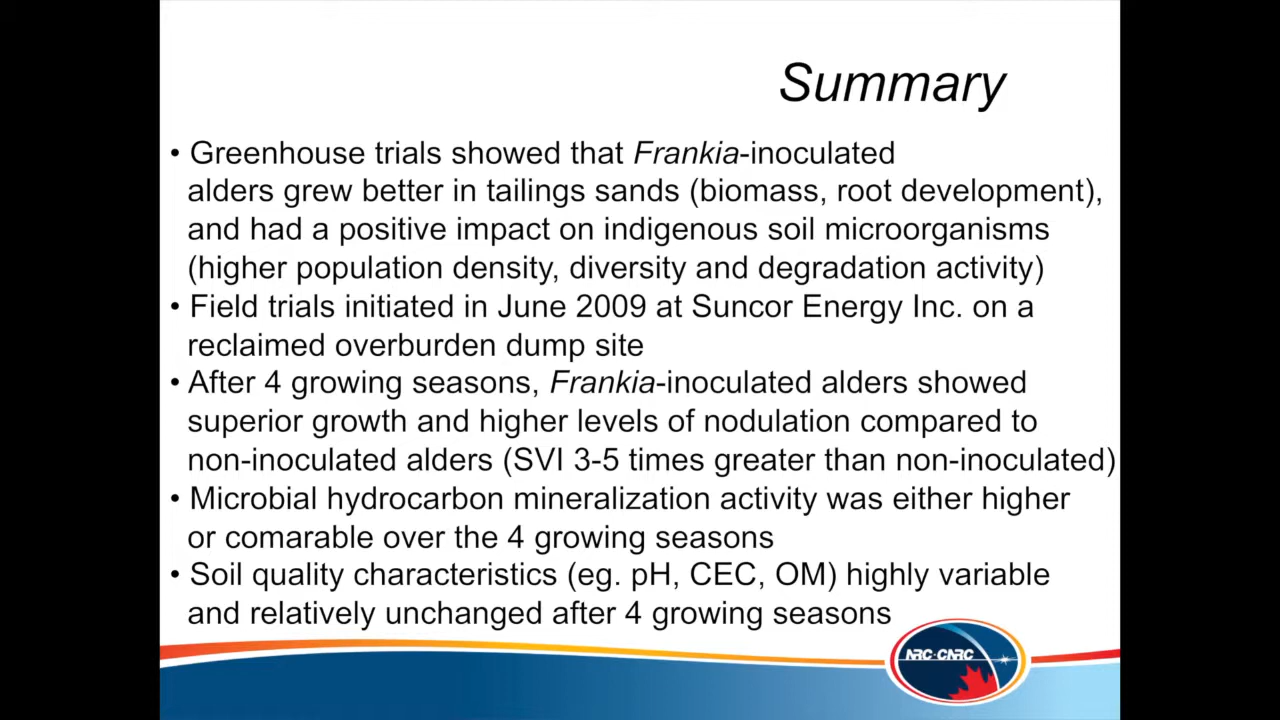 Summary
• Greenhouse trials showed that Frankia-inoculated
alders grew better in tailings sands (biomass, root development),
and had a positive impact on indigenous soil microorganisms
(higher population density, diversity and degradation activity)
• Field trials initiated in June 2009 at Suncor Energy Inc. on a
reclaimed overburden dump site
• After 4 growing seasons, Frankia-inoculated alders showed
superior growth and higher levels of nodulation compared to
non-inoculated alders (SVI 3-5 times greater than non-inoculated)
• Microbial hydrocarbon mineralization activity was either higher
or comarable over the 4 growing seasons
• Soil quality characteristics (eg. pH, CEC, OM) highly variable
and relatively unchanged after 4 growing seasons
NRC·CNRC